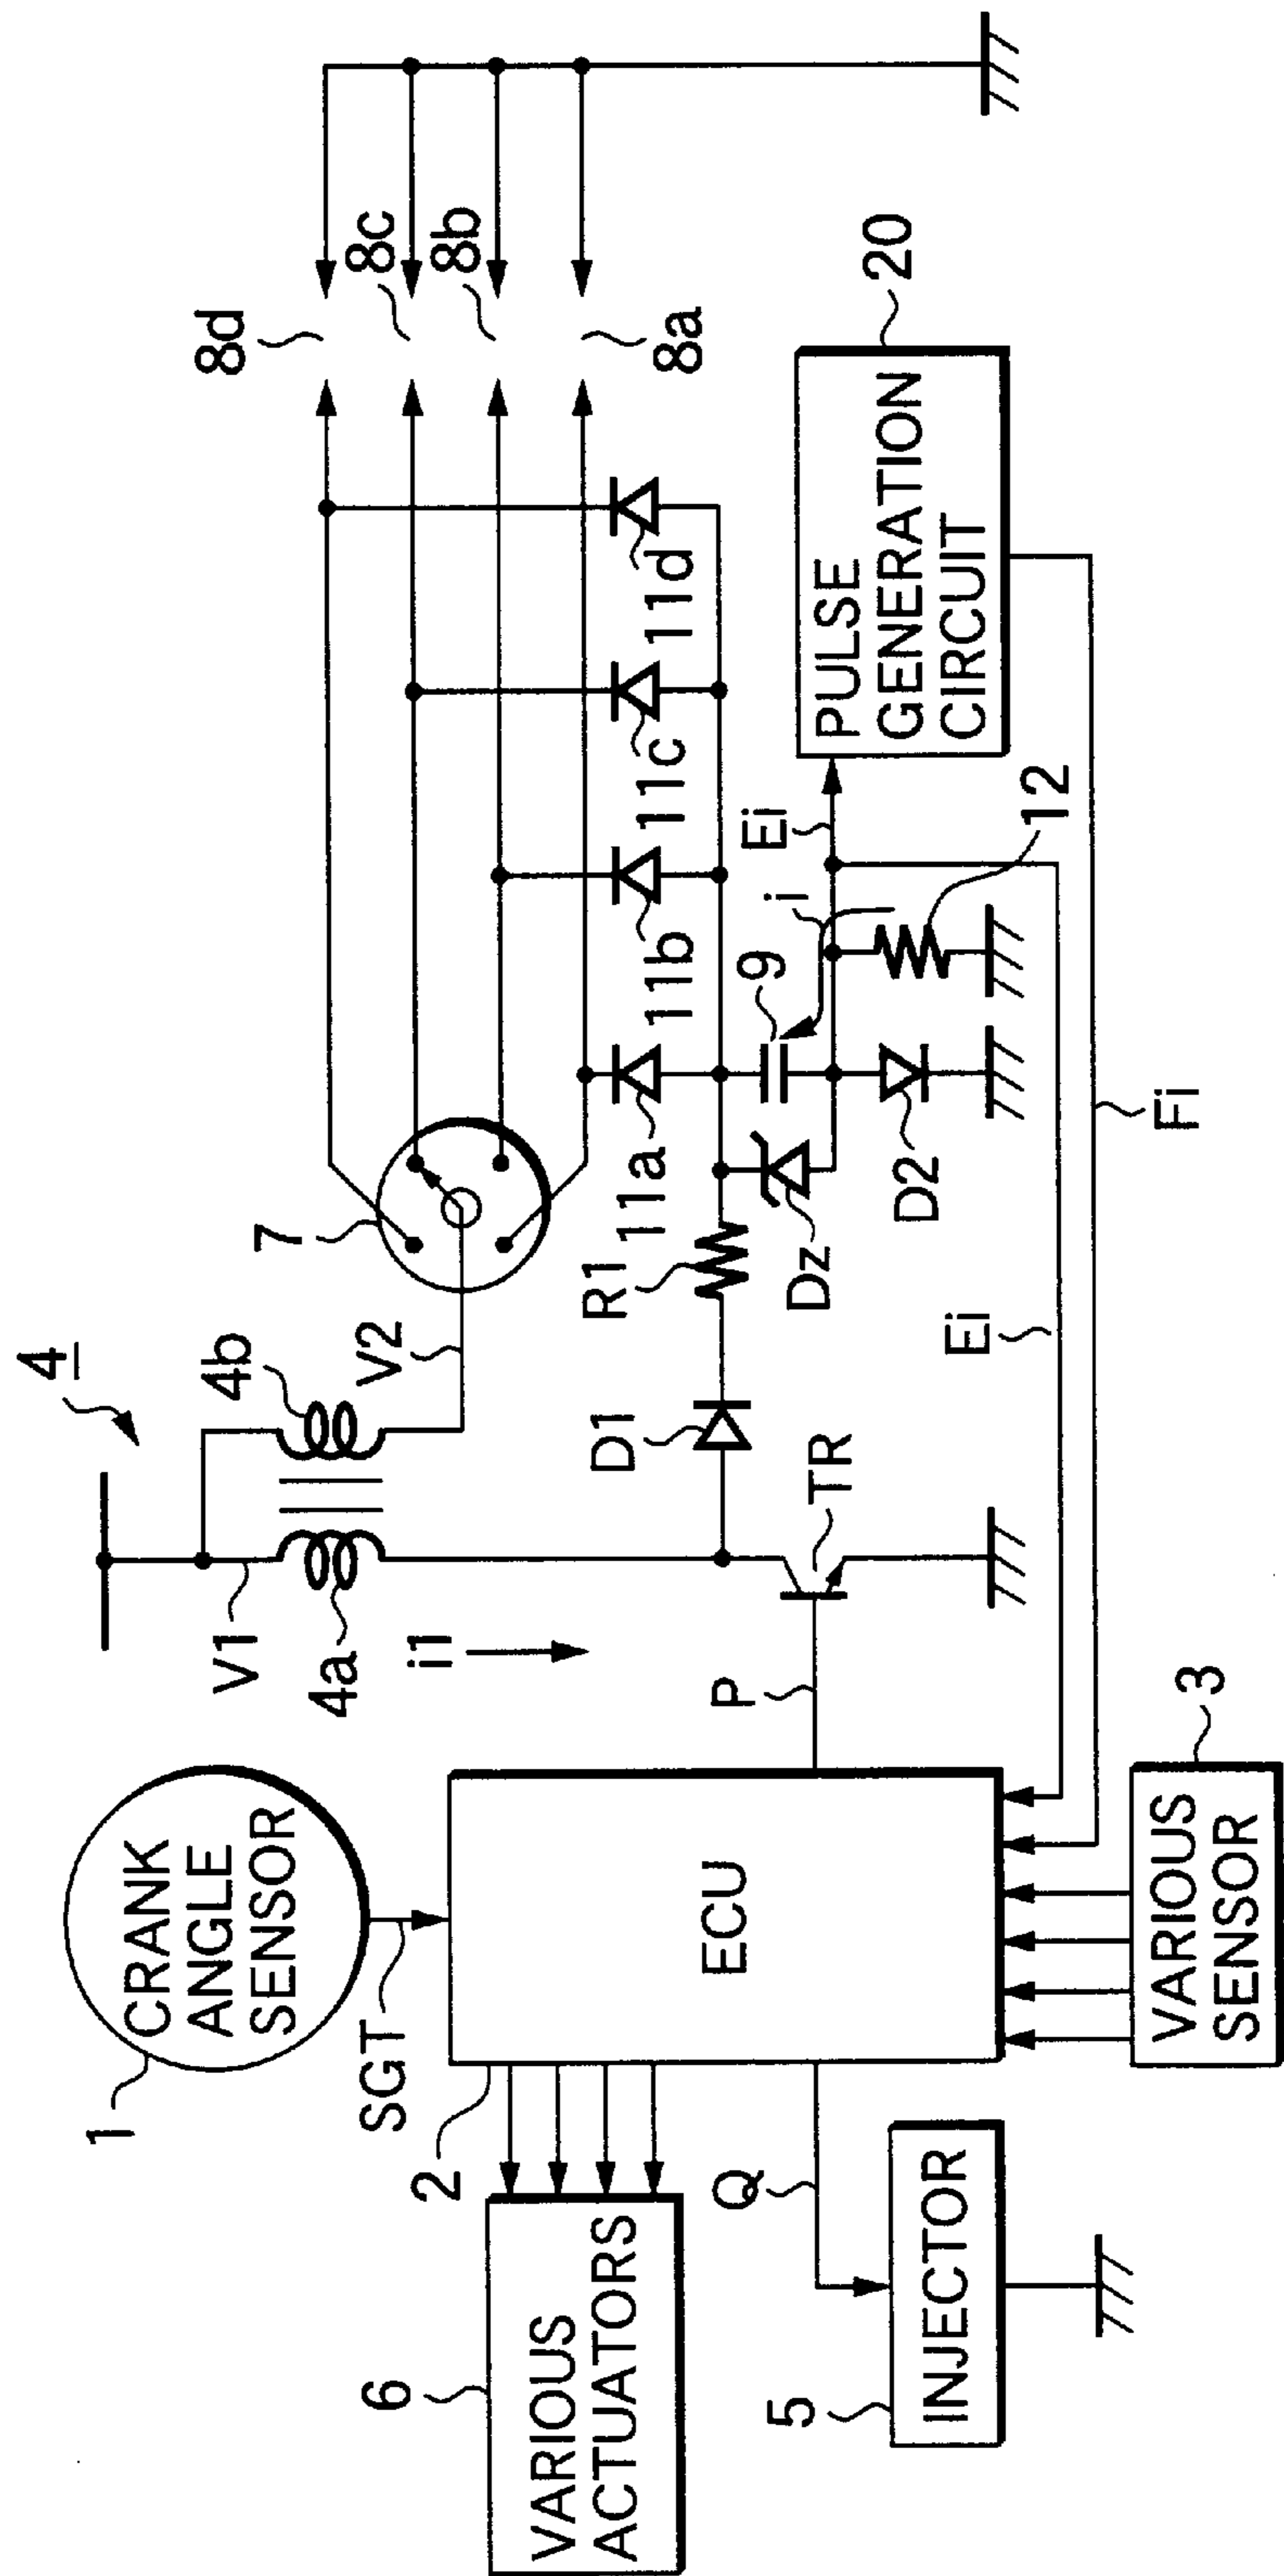 1
CRANK
ANGLE
SENSOR
SGT
2
ECU
6
VARIOUS
ACTUATORS
5
INJECTOR
Q
3
VARIOUS
SENSOR
P
TR
4
V1
4a
4b
i1
V2
7
D1
R1
Dz
D2
9
i
12
Ei
Ei
Fi
11a
11b
11c
11d
8d
8c
8b
8a
20
PULSE
GENERATION
CIRCUIT